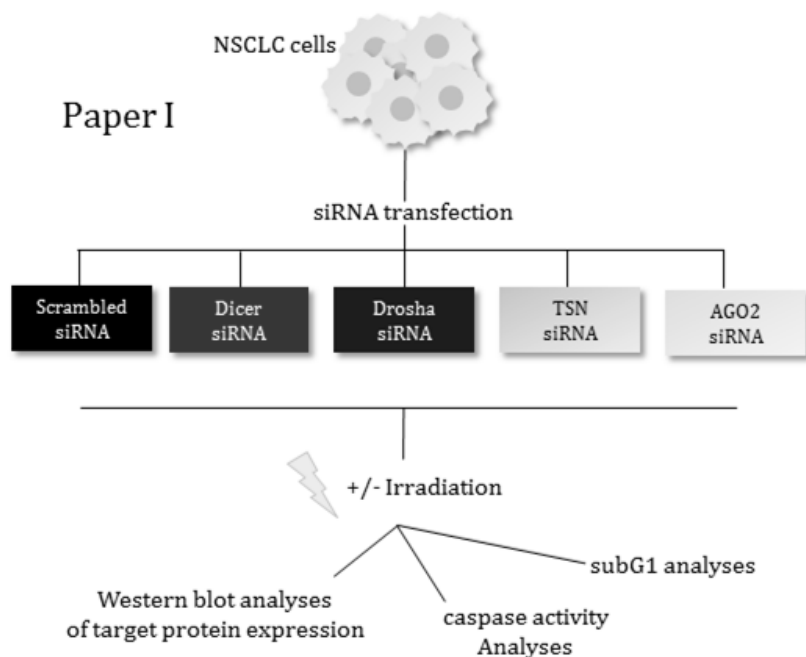 NSCLC cells
Paper I
siRNA transfection
Scrambled
siRNA
Dicer
siRNA
Drosha
siRNA
TSN
siRNA
AGO2
siRNA
+/- Irradiation
subG1 analyses
Western blot analyses
of target protein expression
caspase activity
Analyses